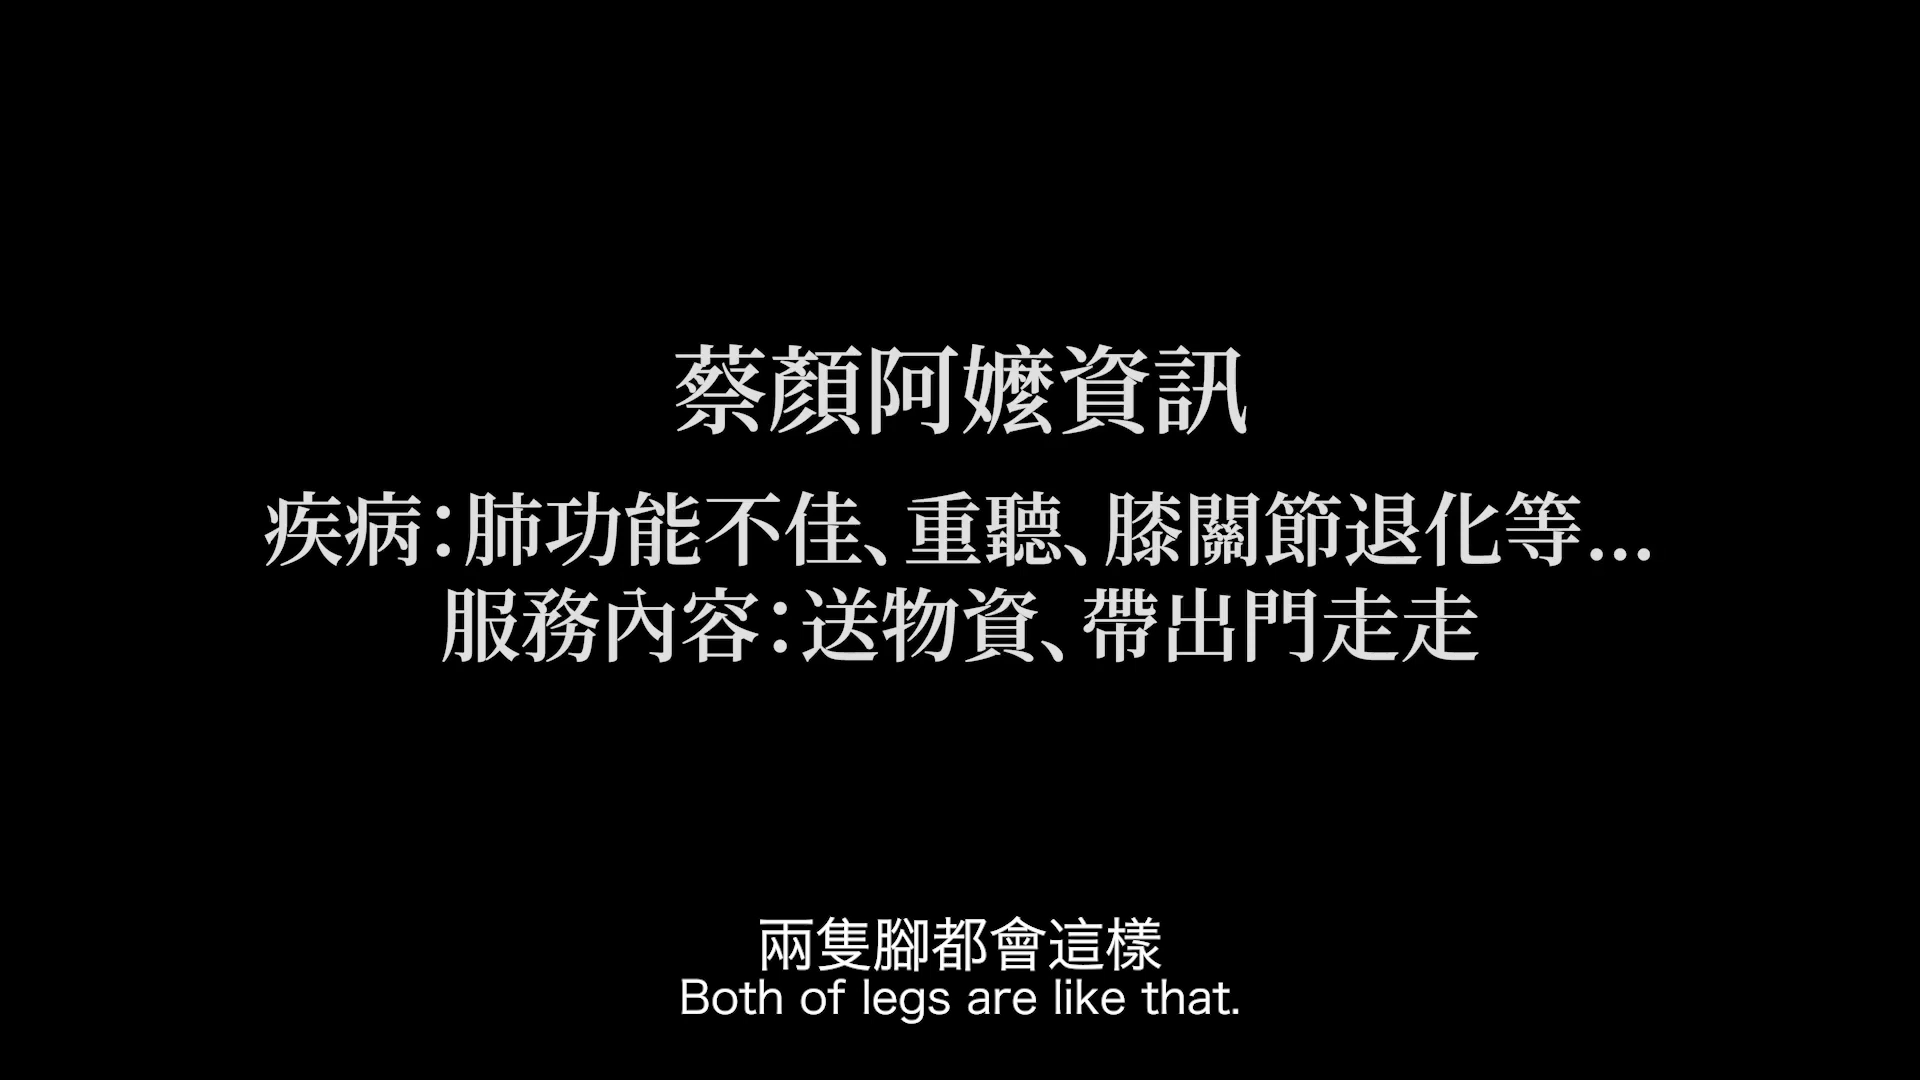 蔡顏阿嬤資訊
疾病：肺功能不佳、重聽、膝關節退化等...
服務內容：送物資、帶出門走走
兩隻腳都會這樣
Both of legs are like that.